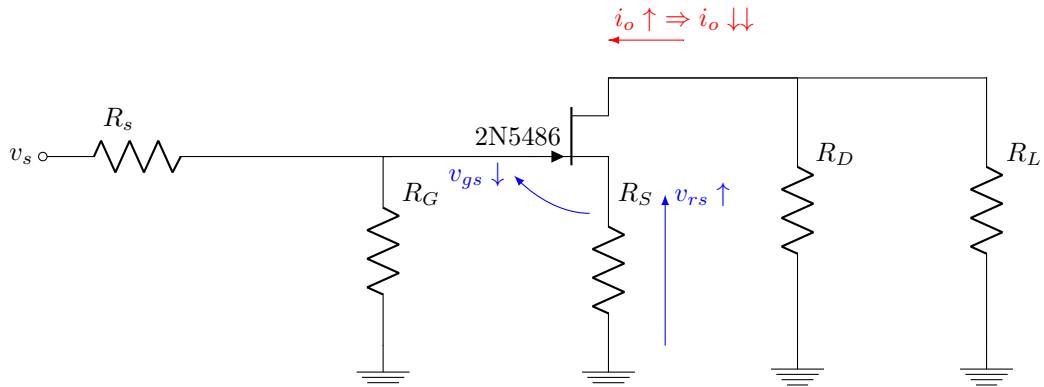 i_o ↑ ⇒ i_o ↓↓
R_s
2N5486
v_s
v_gs ↓
R_G
R_S
v_rs ↑
R_D
R_L